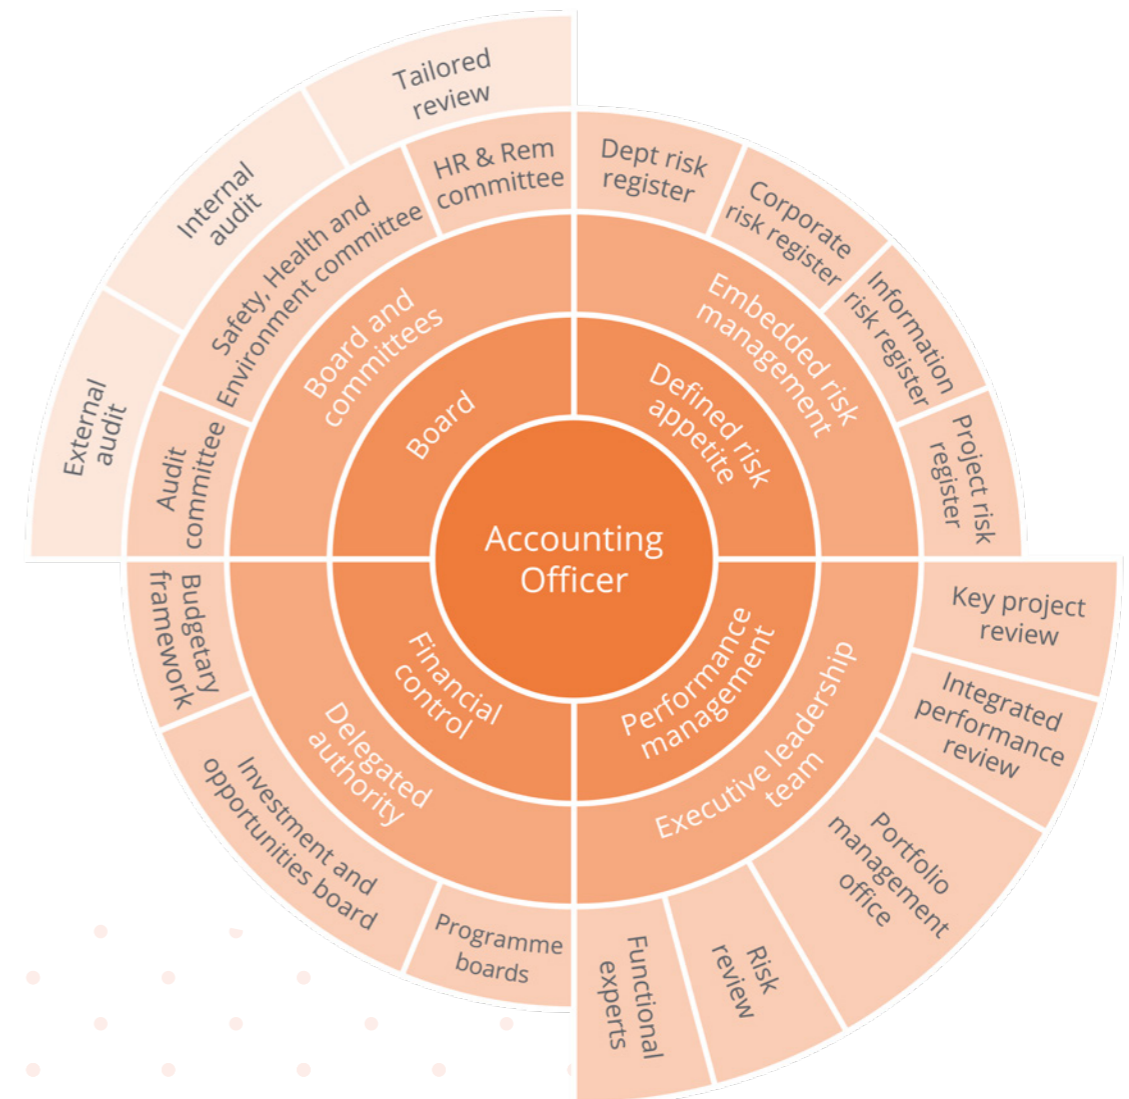 Tailored
review
Internal
audit
External
audit
HR & Rem
committee
Safety, Health and
Environment committee
Audit
committee
Board and
committees
Board
Dept risk
register
Corporate
risk register
Information
risk register
Project risk
register
Embedded risk
management
Defined risk
appetite
Accounting
Officer
Budgetary
framework
Investment and
opportunities board
Programme
boards
Delegated
authority
Financial
control
Performance
management
Executive leadership
team
Key project
review
Integrated
performance
review
Portfolio
management
office
Risk
review
Functional
experts